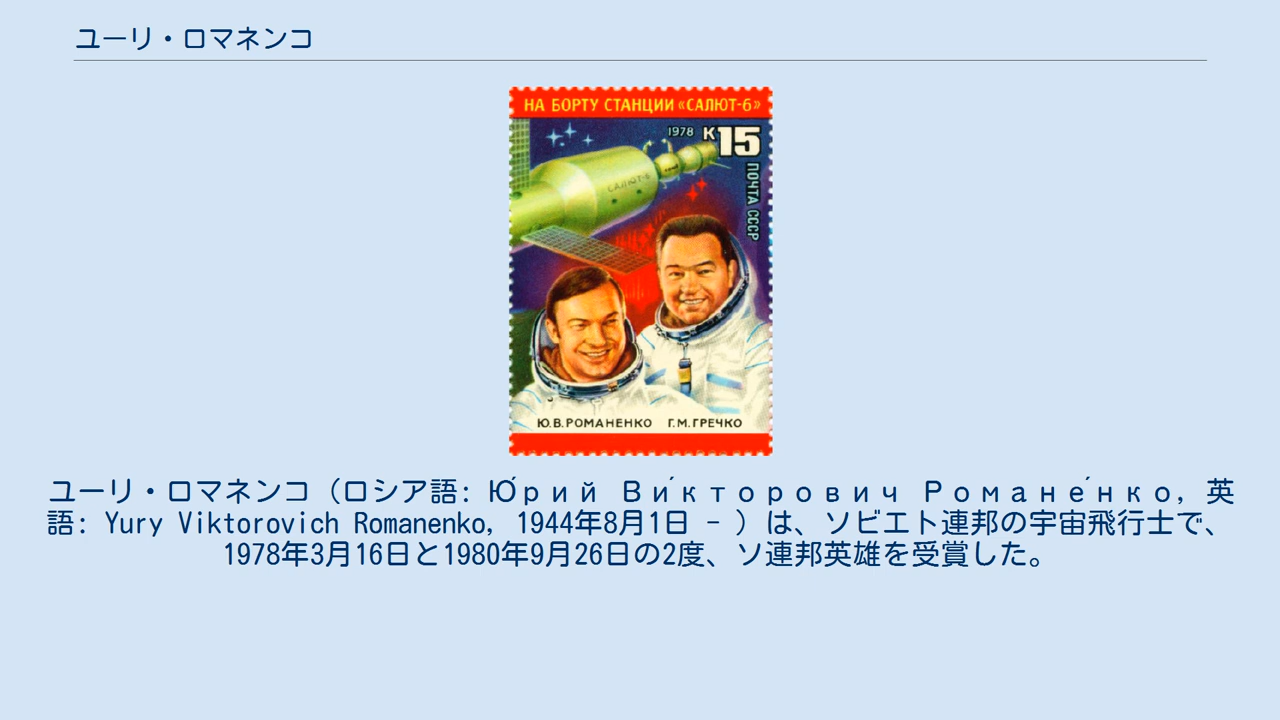 ユーリ・ロマネンコ
НА БОРТУ СТАНЦИИ «САЛЮТ-6»
1978 К15
ПОЧТА СССР
САЛЮТ-6
Ю.В.РОМАНЕНКО Г.М.ГРЕЧКО
ユーリ・ロマネンコ（ロシア語: Ю́рий Ви́кторович Романе́нко, 英
語: Yury Viktorovich Romanenko, 1944年8月1日 - ）は、ソビエト連邦の宇宙飛行士で、
1978年3月16日と1980年9月26日の2度、ソ連邦英雄を受賞した。